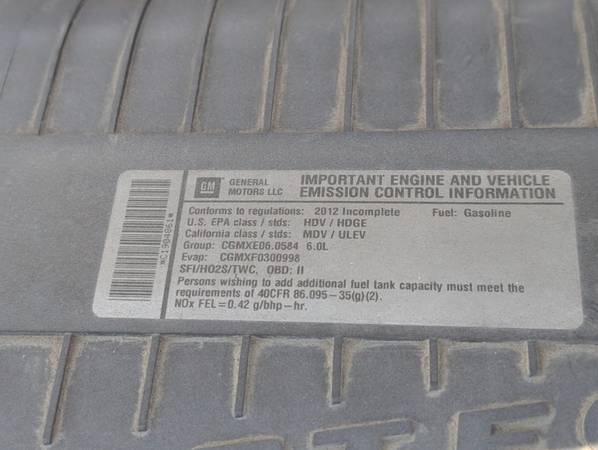 GM
GENERAL MOTORS LLC
IMPORTANT ENGINE AND VEHICLE
EMISSION CONTROL INFORMATION
Conforms to regulations: 2012 Incomplete Fuel: Gasoline
U.S. EPA class / stds: HDV / HDGE
California class / stds: MDV / ULEV
Group: CGMXE06.0584 6.0L
Evap: CGMXF0300998
SFI/HO2S/TWC, OBD: II
Persons wishing to add additional fuel tank capacity must meet the
requirements of 40CFR 86.095-35(g)(2).
NOx FEL=0.42 g/bhp-hr.
*C1904861*